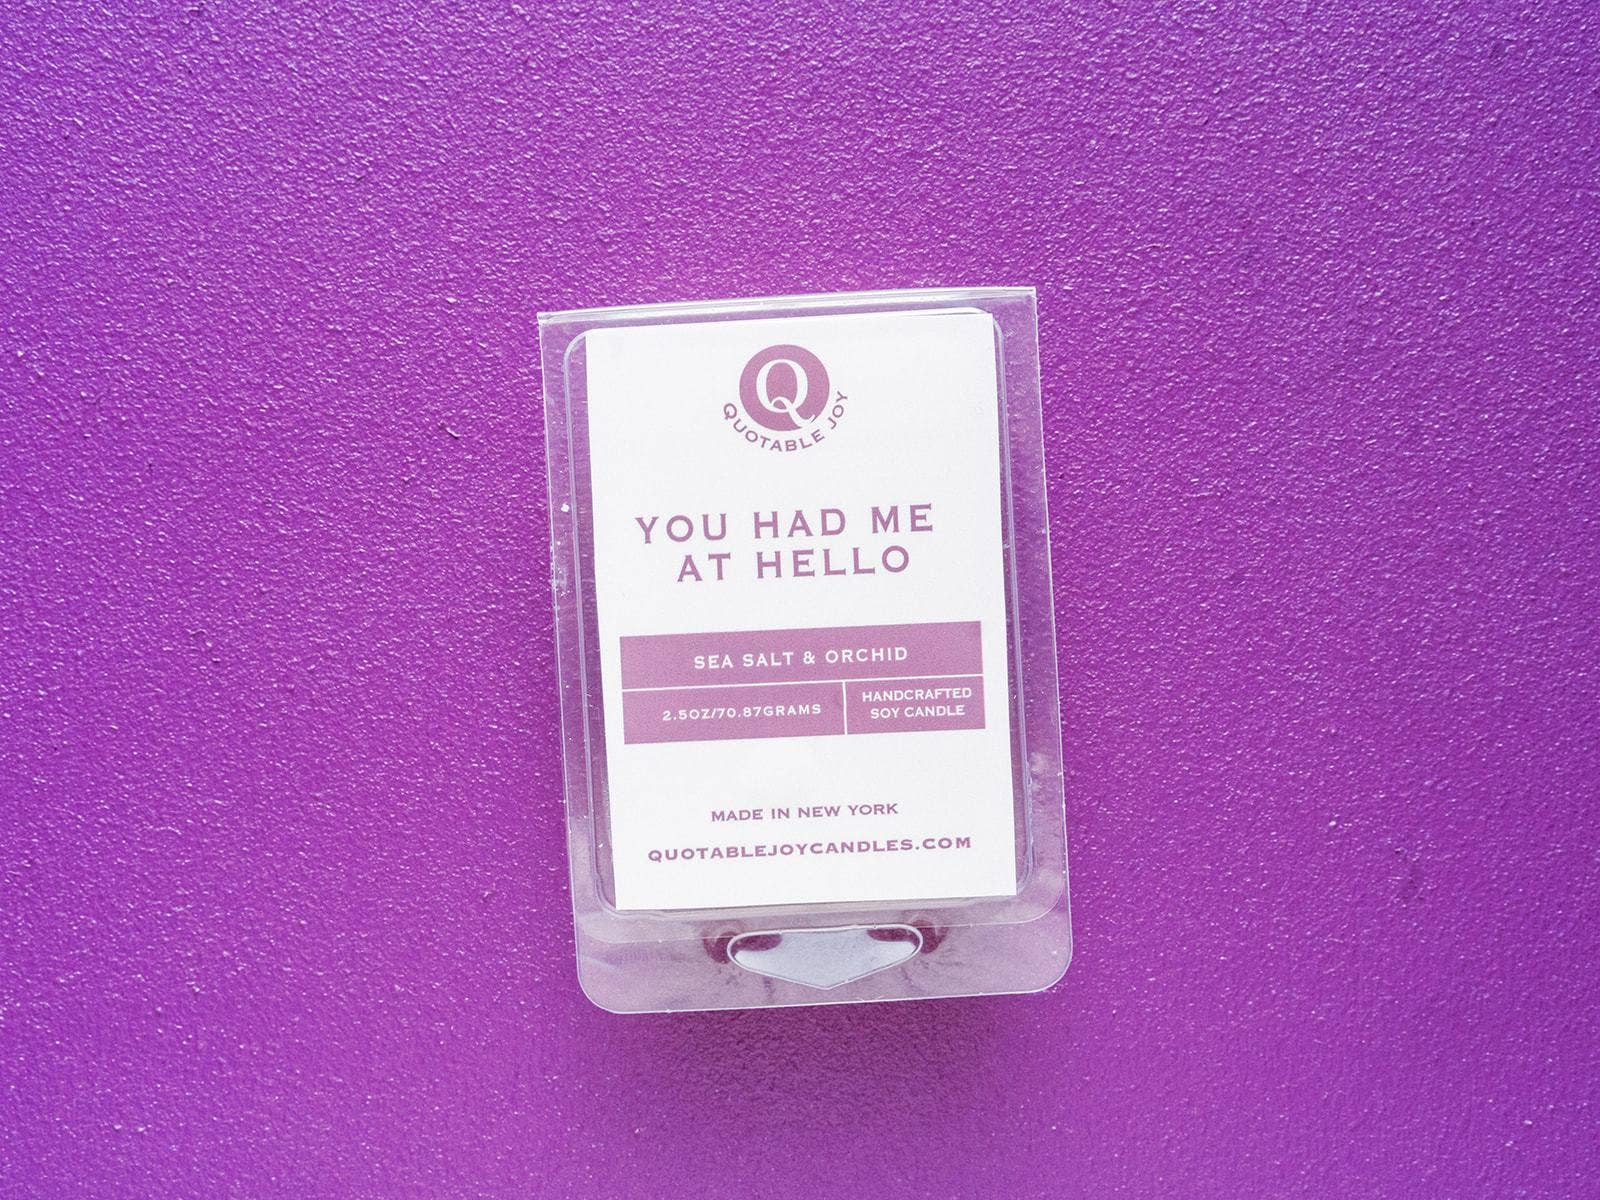 Q
QUOTABLE JOY
YOU HAD ME
AT HELLO
SEA SALT & ORCHID
2.5OZ/70.87GRAMS
HANDCRAFTED
SOY CANDLE
MADE IN NEW YORK
QUOTABLEJOYCANDLES.COM